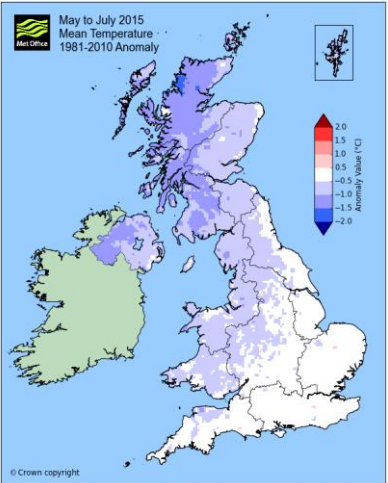 Met Office
May to July 2015
Mean Temperature
1981-2010 Anomaly
2.0
1.5
1.0
0.5
−0.5
−1.0
−1.5
−2.0
Anomaly Value (°C)
© Crown copyright